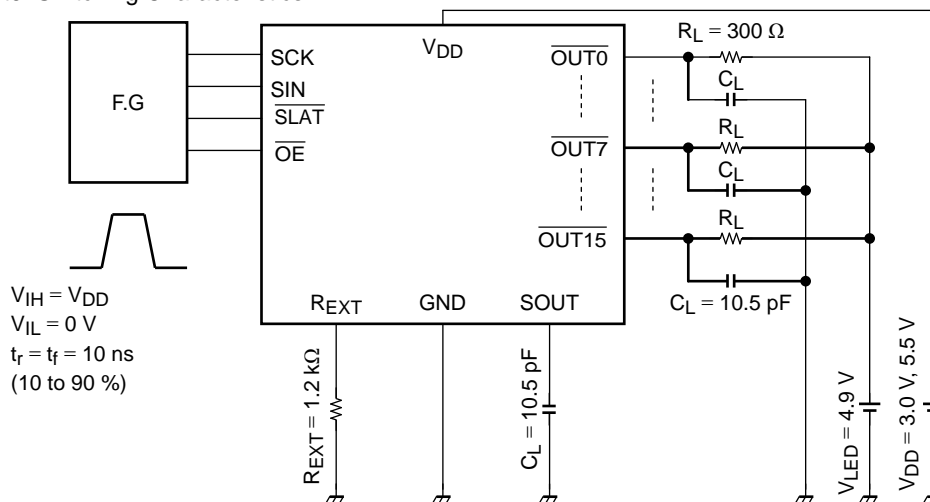 F.G
SCK
SIN
SLAT
OE
VDD
OUT0
OUT7
OUT15
REXT
GND
SOUT
RL = 300 Ω
CL
RL
CL
RL
CL = 10.5 pF
VIH = VDD
VIL = 0 V
tr = tf = 10 ns
(10 to 90 %)
REXT = 1.2 kΩ
CL = 10.5 pF
VLED = 4.9 V
VDD = 3.0 V, 5.5 V